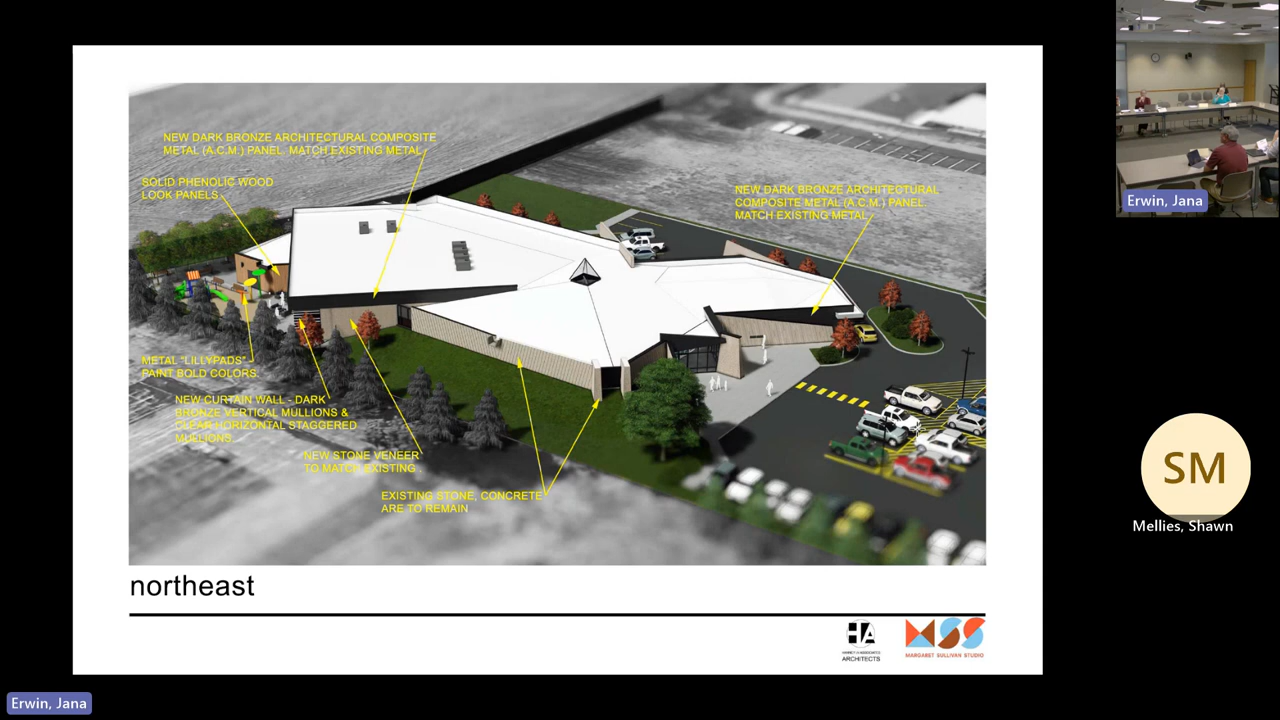 NEW DARK BRONZE ARCHITECTURAL COMPOSITE
METAL (A.C.M.) PANEL. MATCH EXISTING METAL
SOLID PHENOLIC WOOD
LOOK PANELS
NEW DARK BRONZE ARCHITECTURAL
COMPOSITE METAL (A.C.M.) PANEL.
MATCH EXISTING METAL
METAL "LILLYPADS"
PAINT BOLD COLORS.
NEW CURTAIN WALL - DARK
BRONZE VERTICAL MULLIONS &
CLEAR HORIZONTAL STAGGERED
MULLIONS.
NEW STONE VENEER
TO MATCH EXISTING
EXISTING STONE, CONCRETE
ARE TO REMAIN
northeast
HA
ARCHITECTS
MSS
MARGARET SULLIVAN STUDIO
Erwin, Jana
SM
Mellies, Shawn
Erwin, Jana